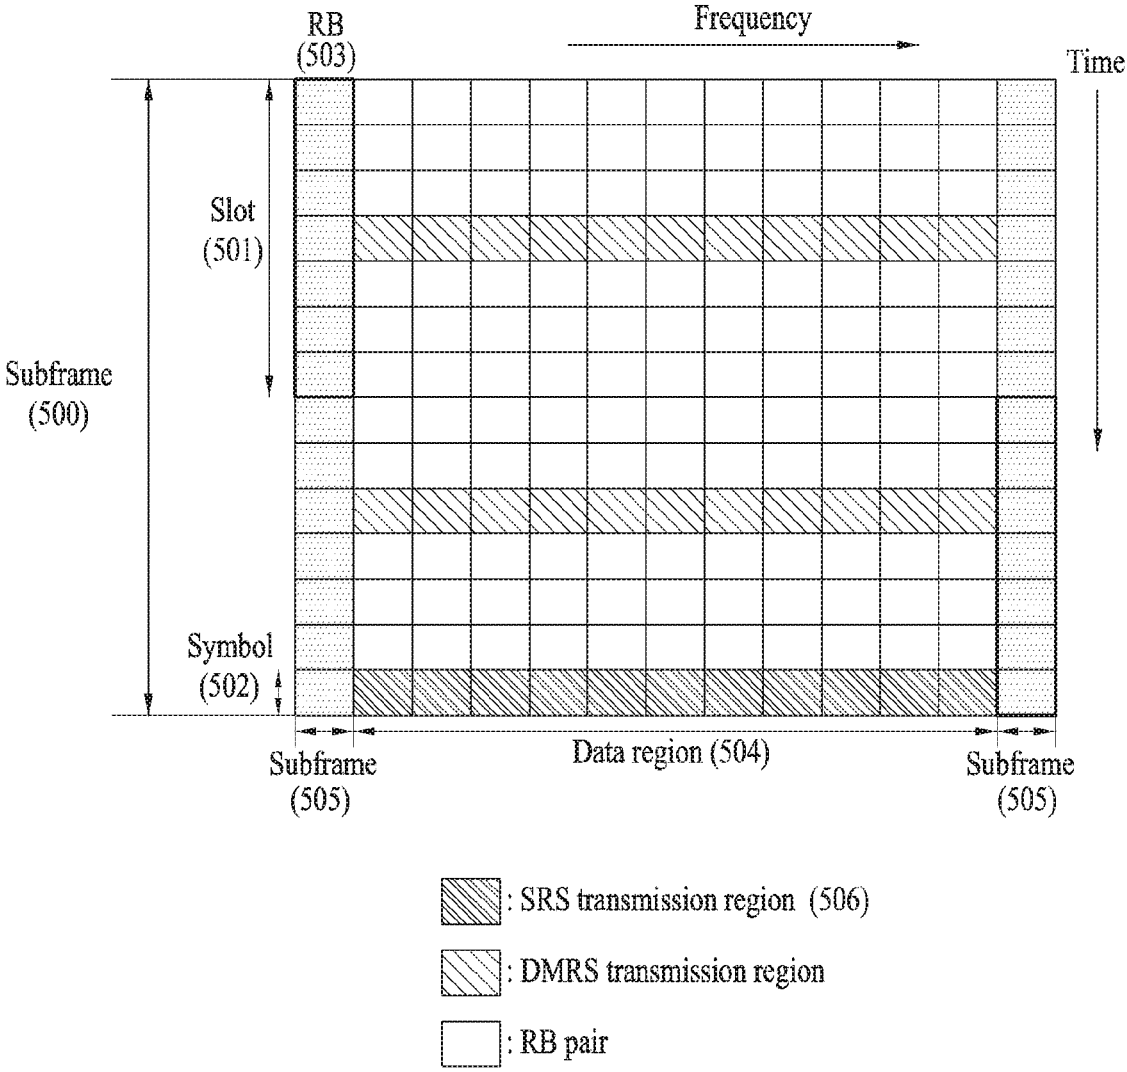 Frequency
RB
(503)
Time
Slot
(501)
Subframe
(500)
Symbol
(502)
Data region (504)
Subframe
(505)
Subframe
(505)
: SRS transmission region (506)
: DMRS transmission region
: RB pair